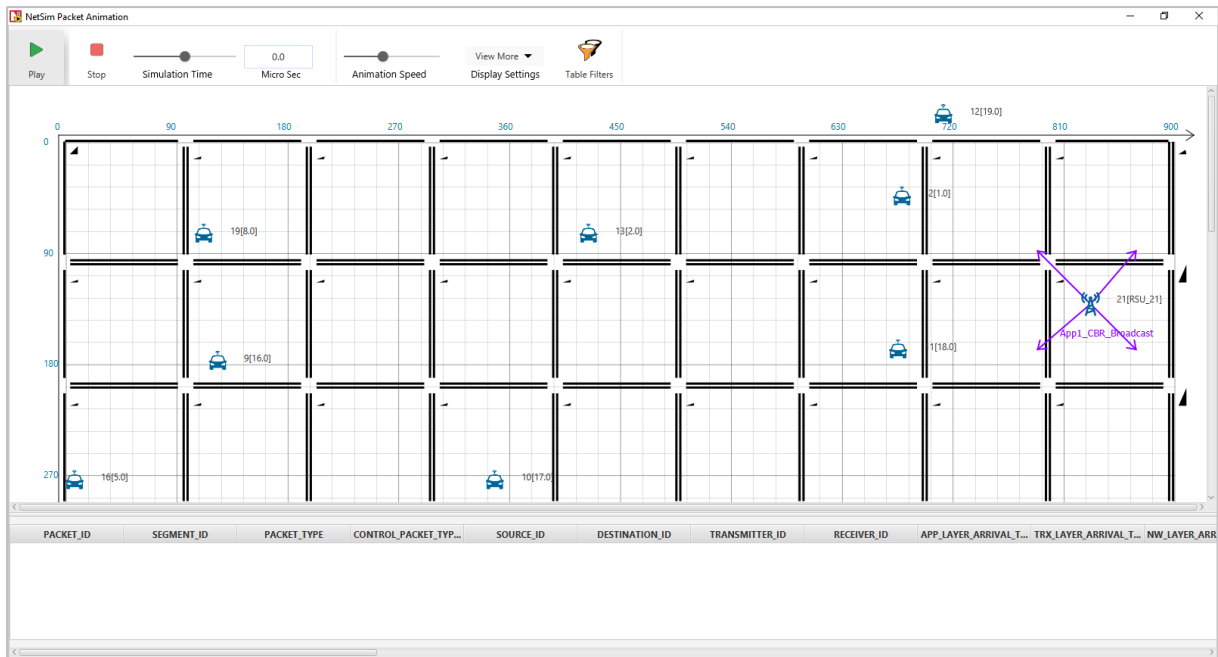 NetSim Packet Animation
0.0
View More
Play
Stop
Simulation Time
Micro Sec
Animation Speed
Display Settings
Table Filters
12[19.0]
0 90 180 270 360 450 540 630 720 810 900
0
2[1.0]
19[8.0]
13[2.0]
90
21[RSU_21]
App1_CBR_Broadcast
1[18.0]
9[16.0]
180
270
16[5.0]
10[17.0]
PACKET_ID SEGMENT_ID PACKET_TYPE CONTROL_PACKET_TYP... SOURCE_ID DESTINATION_ID TRANSMITTER_ID RECEIVER_ID APP_LAYER_ARRIVAL_T... TRX_LAYER_ARRIVAL_T... NW_LAYER_ARR